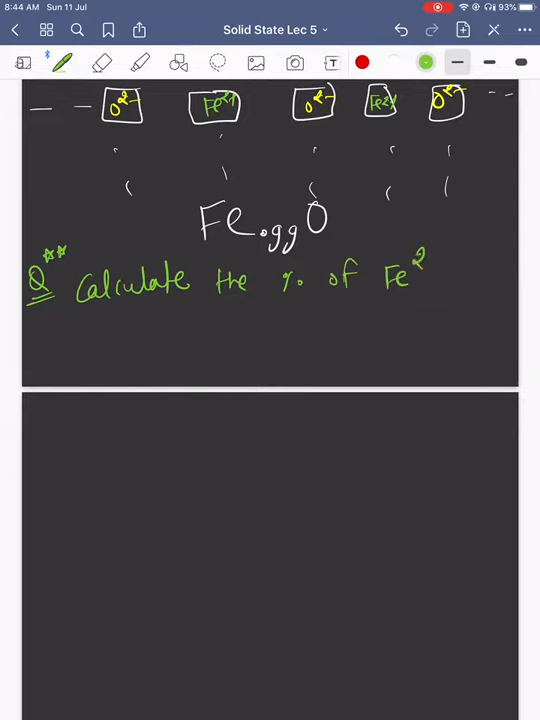 8:44 AM Sun 11 Jul 93%
Solid State Lec 5
O²⁻ Fe²⁺ O²⁻ Fe²⁺ O²⁻
Fe.99O
Q** Calculate the % of Fe²